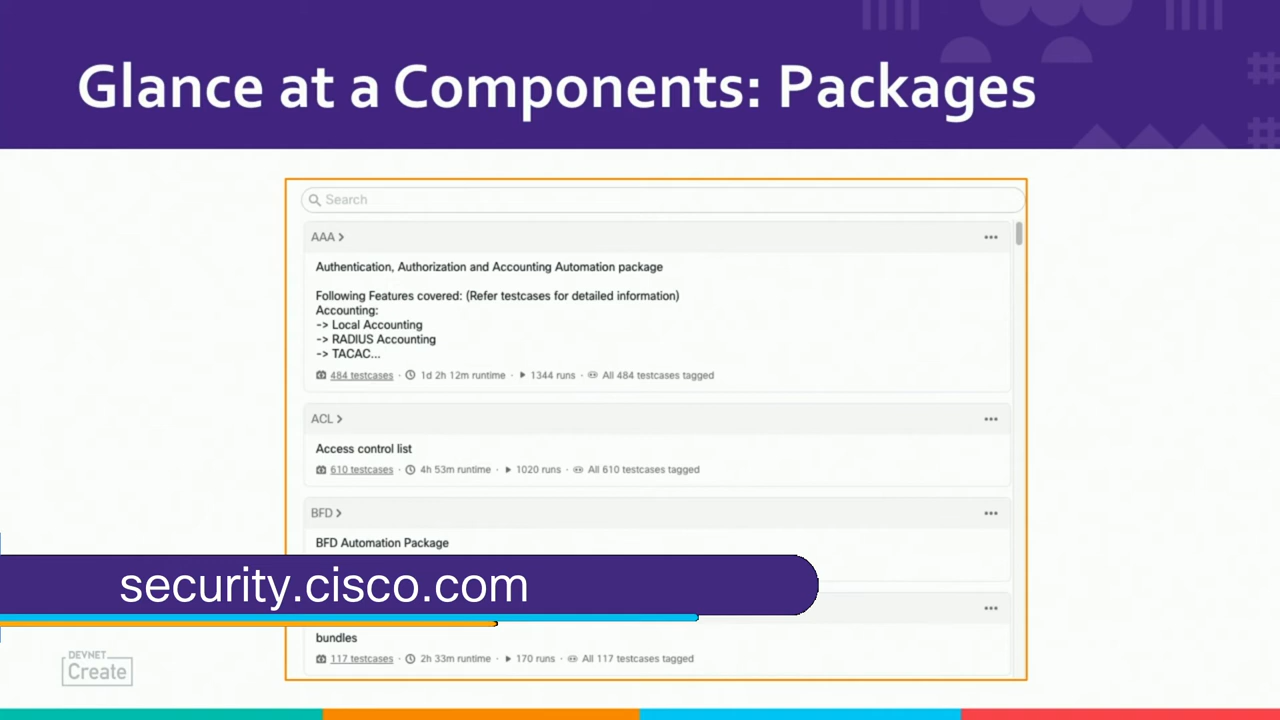 Glance at a Components: Packages
Search
AAA >
Authentication, Authorization and Accounting Automation package
Following Features covered: (Refer testcases for detailed information)
Accounting:
-> Local Accounting
-> RADIUS Accounting
-> TACAC...
484 testcases · 1d 2h 12m runtime · 1344 runs · All 484 testcases tagged
ACL >
Access control list
610 testcases · 4h 53m runtime · 1020 runs · All 610 testcases tagged
BFD >
BFD Automation Package
security.cisco.com
bundles
117 testcases · 2h 33m runtime · 170 runs · All 117 testcases tagged
DEVNET
Create